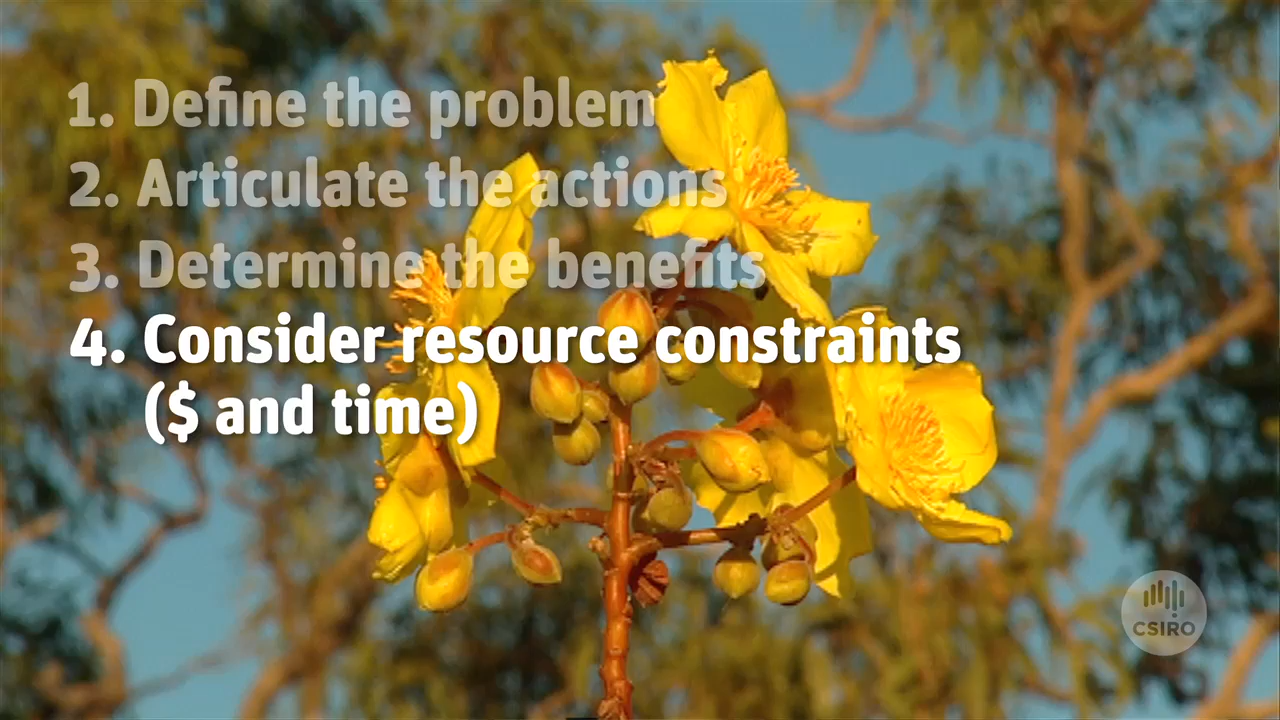 1. Define the problem
2. Articulate the actions
3. Determine the benefits
4. Consider resource constraints
($ and time)
CSIRO